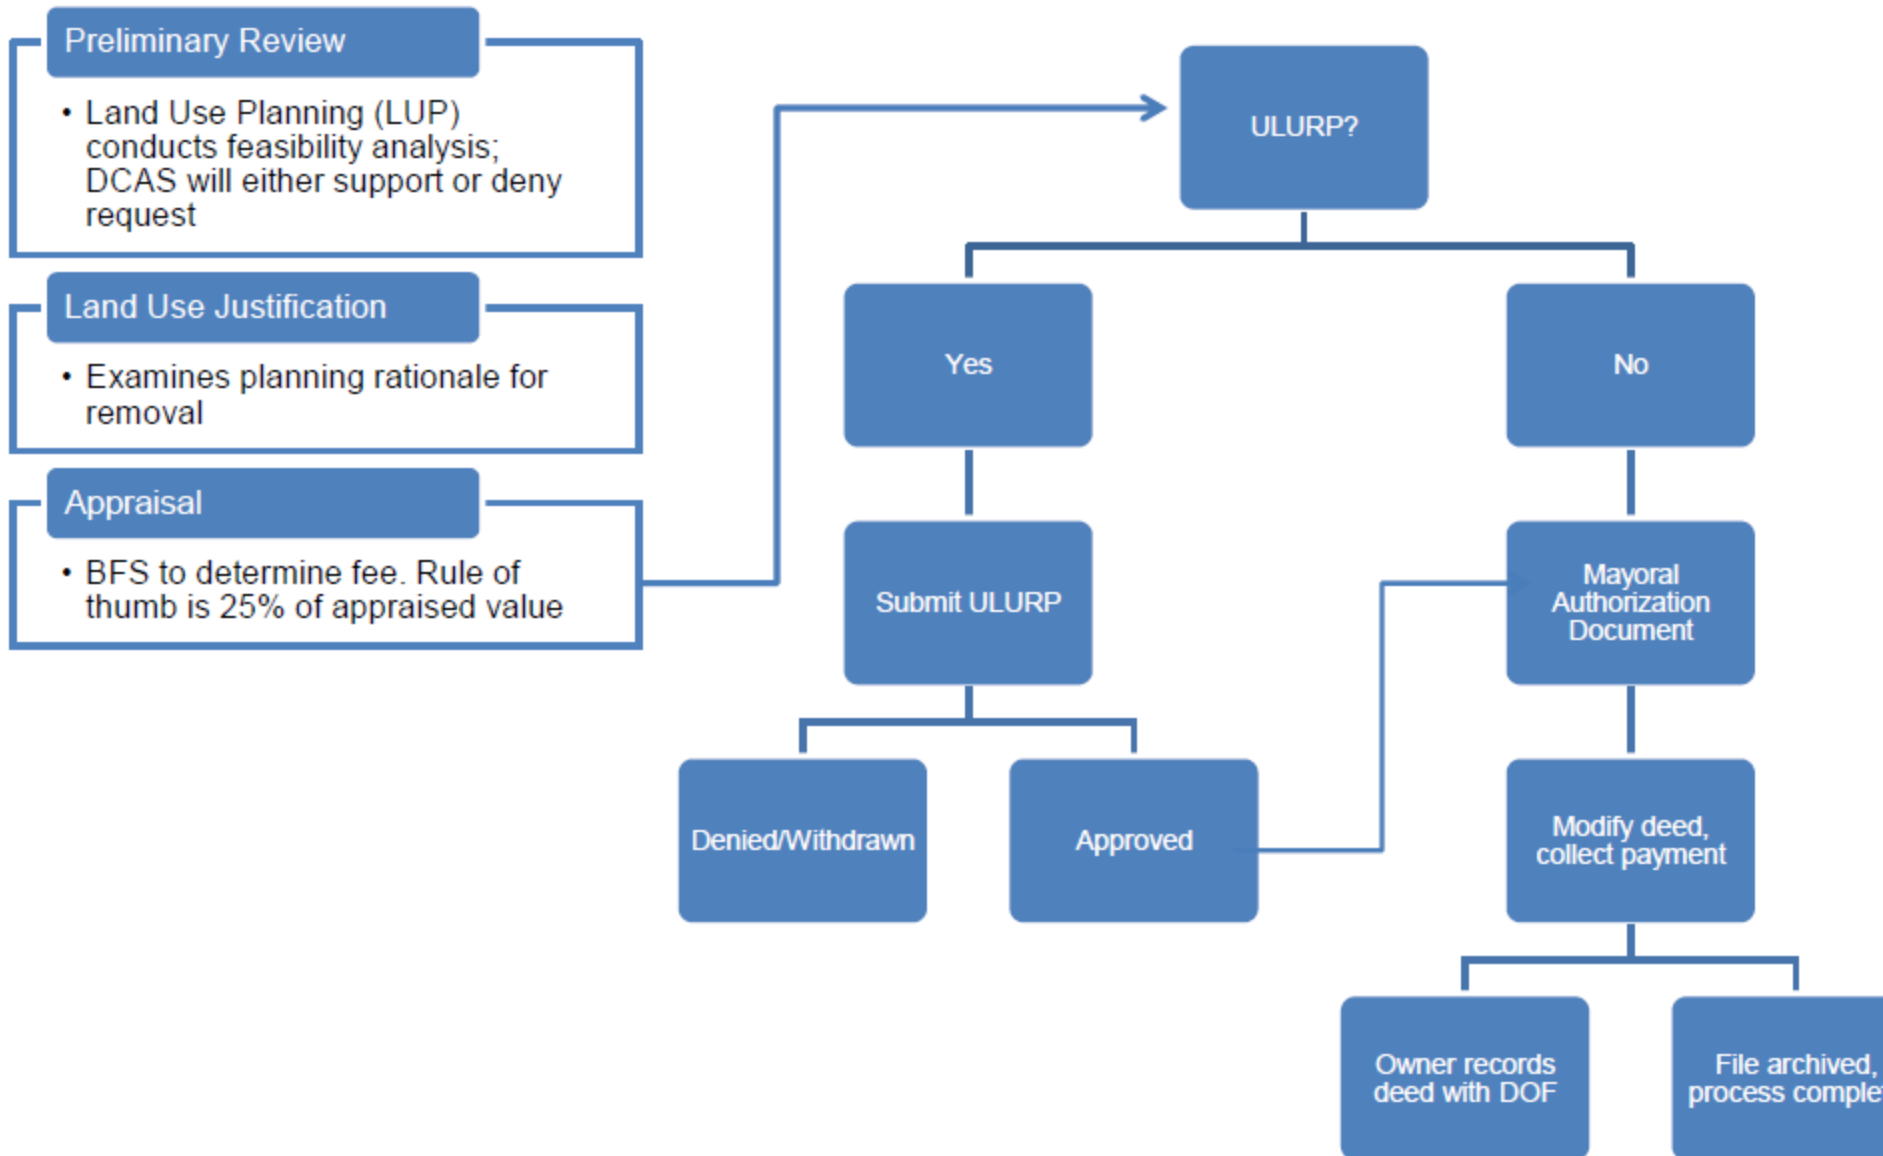 Preliminary Review
• Land Use Planning (LUP)
conducts feasibility analysis;
DCAS will either support or deny
request
Land Use Justification
• Examines planning rationale for
removal
Appraisal
• BFS to determine fee. Rule of
thumb is 25% of appraised value
ULURP?
Yes
No
Submit ULURP
Mayoral
Authorization
Document
Denied/Withdrawn
Approved
Modify deed,
collect payment
Owner records
deed with DOF
File archived,
process